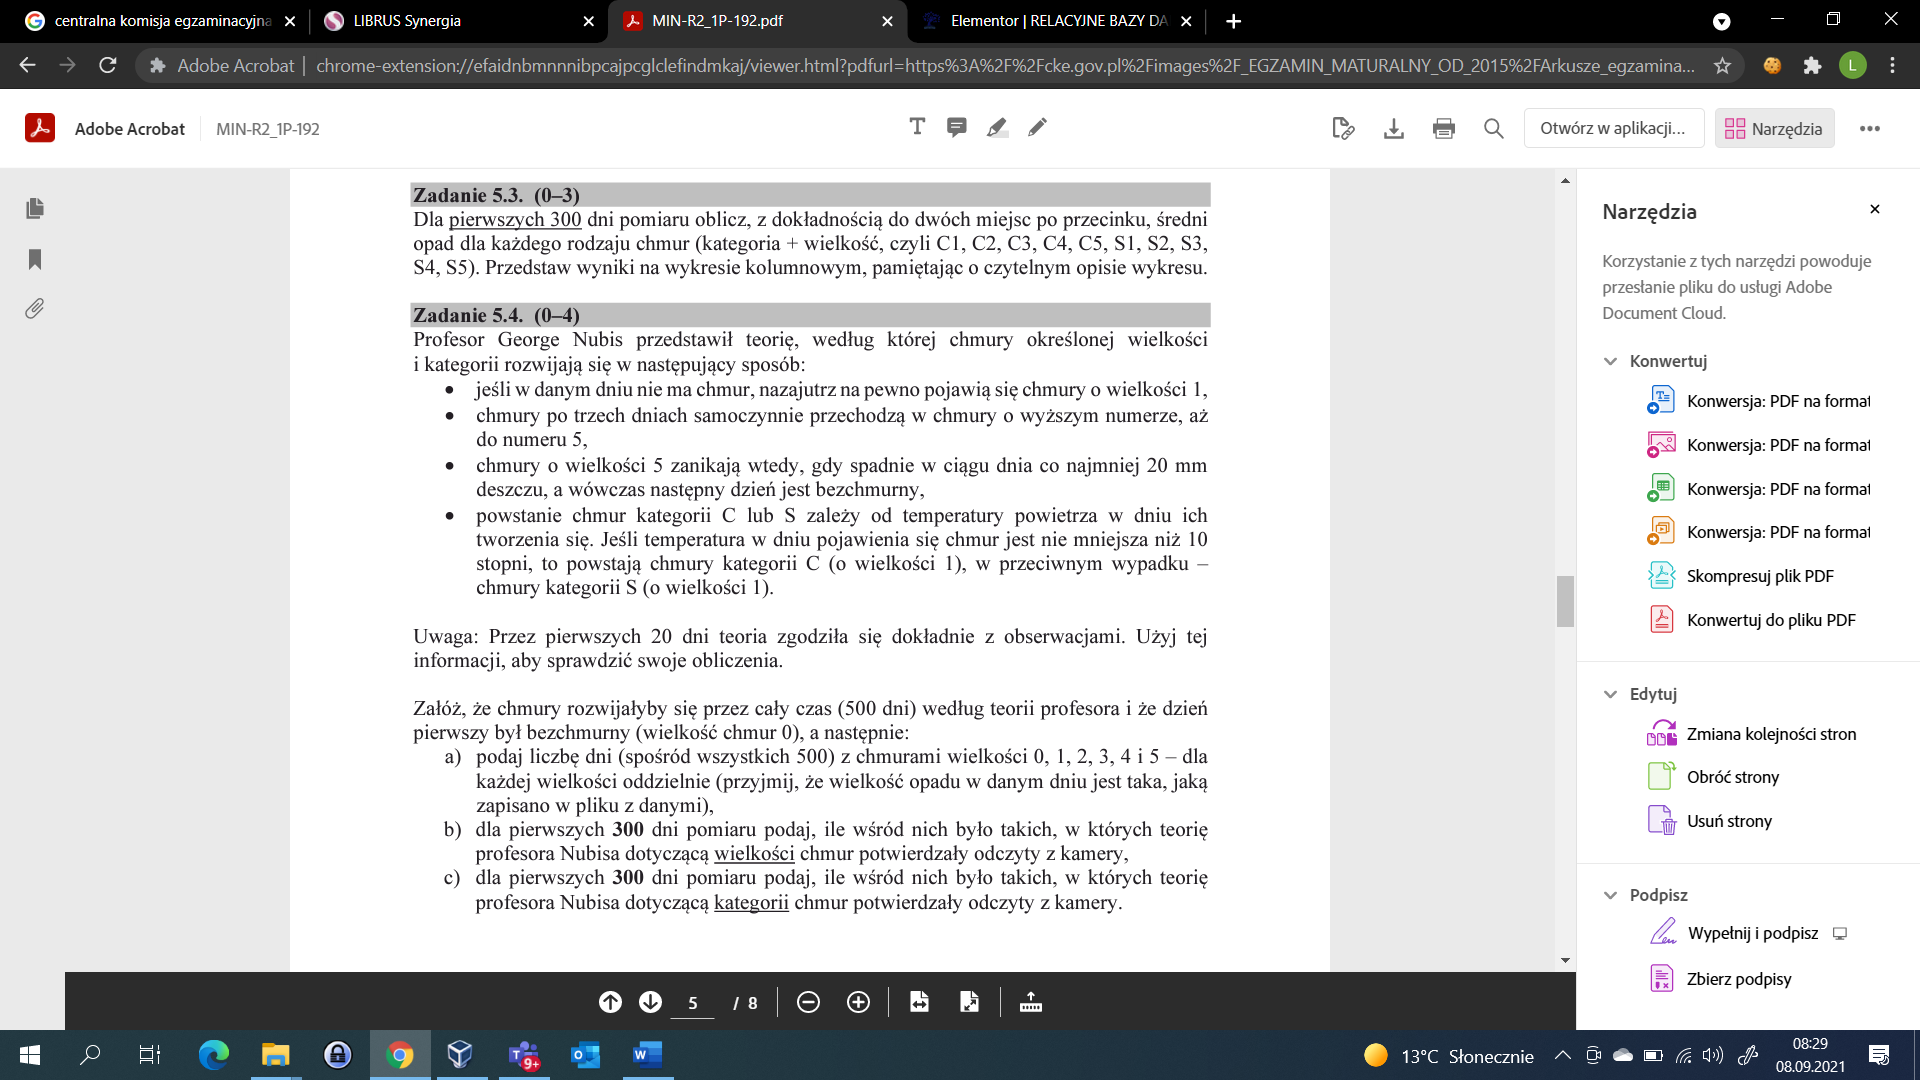 centralna komisja egzaminacyjna
LIBRUS Synergia
MIN-R2_1P-192.pdf
Elementor | RELACYJNE BAZY DA
Adobe Acrobat
chrome-extension://efaidnbmnnnibpcajpcglclefindmkaj/viewer.html?pdfurl=https%3A%2F%2Fcke.gov.pl%2Fimages%2F_EGZAMIN_MATURALNY_OD_2015%2FArkusze_egzamina...
L
Adobe Acrobat
MIN-R2_1P-192
Otwórz w aplikacji...
Narzędzia
Zadanie 5.3. (0–3)
Dla pierwszych 300 dni pomiaru oblicz, z dokładnością do dwóch miejsc po przecinku, średni
opad dla każdego rodzaju chmur (kategoria + wielkość, czyli C1, C2, C3, C4, C5, S1, S2, S3,
S4, S5). Przedstaw wyniki na wykresie kolumnowym, pamiętając o czytelnym opisie wykresu.
Zadanie 5.4. (0–4)
Profesor George Nubis przedstawił teorię, według której chmury określonej wielkości
i kategorii rozwijają się w następujący sposób:
• jeśli w danym dniu nie ma chmur, nazajutrz na pewno pojawią się chmury o wielkości 1,
• chmury po trzech dniach samoczynnie przechodzą w chmury o wyższym numerze, aż
do numeru 5,
• chmury o wielkości 5 zanikają wtedy, gdy spadnie w ciągu dnia co najmniej 20 mm
deszczu, a wówczas następny dzień jest bezchmurny,
• powstanie chmur kategorii C lub S zależy od temperatury powietrza w dniu ich
tworzenia się. Jeśli temperatura w dniu pojawienia się chmur jest nie mniejsza niż 10
stopni, to powstają chmury kategorii C (o wielkości 1), w przeciwnym wypadku –
chmury kategorii S (o wielkości 1).
Uwaga: Przez pierwszych 20 dni teoria zgodziła się dokładnie z obserwacjami. Użyj tej
informacji, aby sprawdzić swoje obliczenia.
Załóż, że chmury rozwijałyby się przez cały czas (500 dni) według teorii profesora i że dzień
pierwszy był bezchmurny (wielkość chmur 0), a następnie:
a) podaj liczbę dni (spośród wszystkich 500) z chmurami wielkości 0, 1, 2, 3, 4 i 5 – dla
każdej wielkości oddzielnie (przyjmij, że wielkość opadu w danym dniu jest taka, jaką
zapisano w pliku z danymi),
b) dla pierwszych 300 dni pomiaru podaj, ile wśród nich było takich, w których teorię
profesora Nubisa dotyczącą wielkości chmur potwierdzały odczyty z kamery,
c) dla pierwszych 300 dni pomiaru podaj, ile wśród nich było takich, w których teorię
profesora Nubisa dotyczącą kategorii chmur potwierdzały odczyty z kamery.
Narzędzia
Korzystanie z tych narzędzi powoduje
przesłanie pliku do usługi Adobe
Document Cloud.
Konwertuj
Konwersja: PDF na format
Konwersja: PDF na format
Konwersja: PDF na format
Konwersja: PDF na format
Skompresuj plik PDF
Konwertuj do pliku PDF
Edytuj
Zmiana kolejności stron
Obróć strony
Usuń strony
Podpisz
Wypełnij i podpisz
Zbierz podpisy
5 / 8
9+
13°C Słonecznie
08:29
08.09.2021